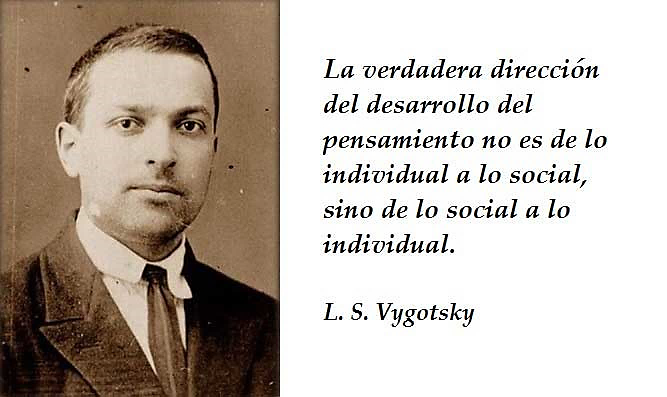 La verdadera dirección
del desarrollo del
pensamiento no es de lo
individual a lo social,
sino de lo social a lo
individual.
L. S. Vygotsky